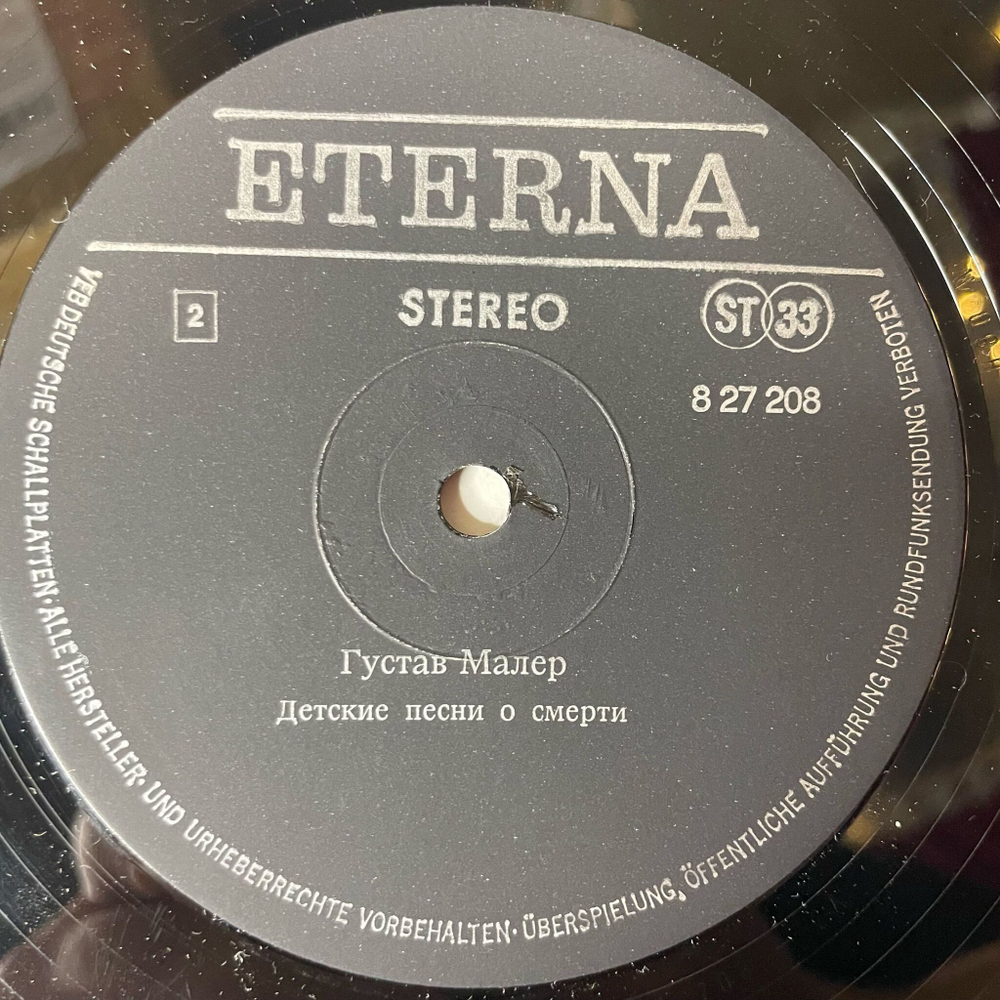 ETERNA
2
STEREO
ST 33
8 27 208
Густав Малер
Детские песни о смерти
VEB DEUTSCHE SCHALLPLATTEN · ALLE HERSTELLER- UND URHEBERRECHTE VORBEHALTEN · ÜBERSPIELUNG, ÖFFENTLICHE AUFFÜHRUNG UND RUNDFUNKSENDUNG VERBOTEN